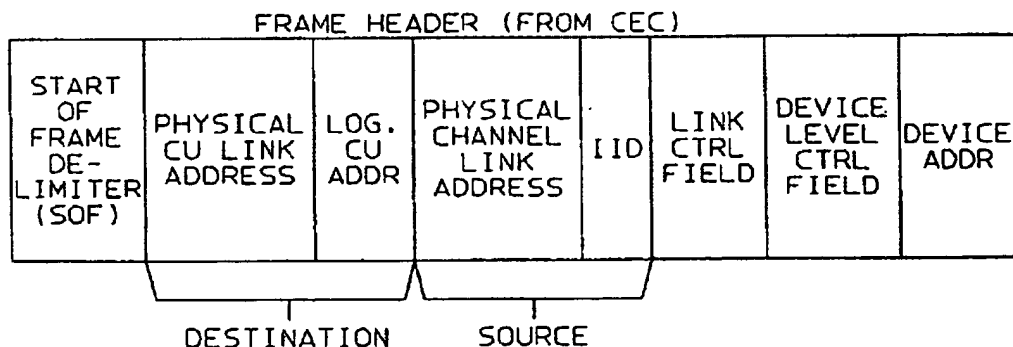 FRAME HEADER (FROM CEC)
START
OF
FRAME
DE-
LIMITER
(SOF)
PHYSICAL
CU LINK
ADDRESS
LOG.
CU
ADDR
PHYSICAL
CHANNEL
LINK
ADDRESS
IID
LINK
CTRL
FIELD
DEVICE
LEVEL
CTRL
FIELD
DEVICE
ADDR
DESTINATION
SOURCE